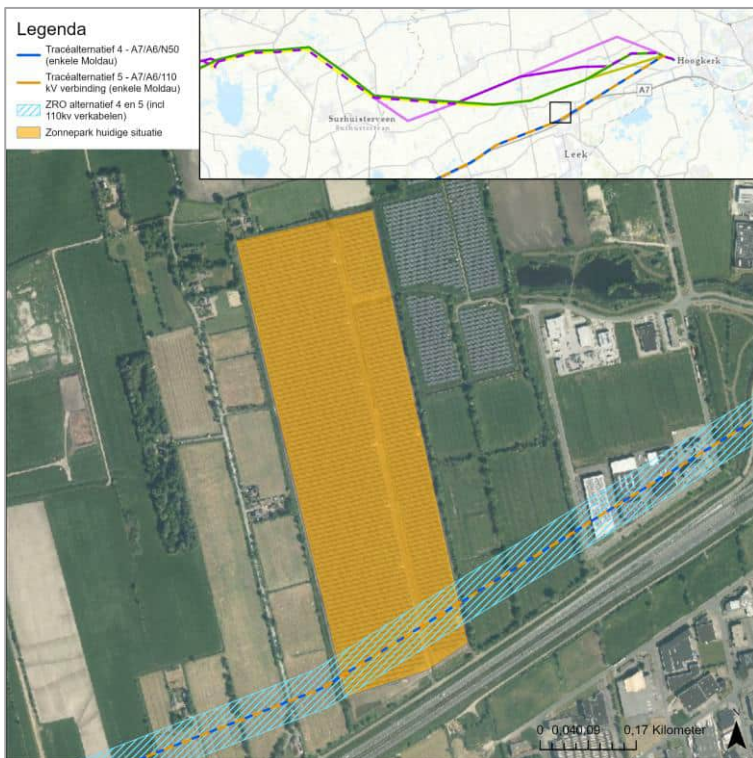 Legenda
Tracéalternatief 4 - A7/A6/N50
(enkele Moldau)
Tracéalternatief 5 - A7/A6/110
kV verbinding (enkele Moldau)
ZRO alternatief 4 en 5 (incl
110kv verkabelen)
Zonnepark huidige situatie
Hoogkerk
A7
Surhuisterveen
Surhústerfean
Leek
N
0 0,040,09 0,17 Kilometer